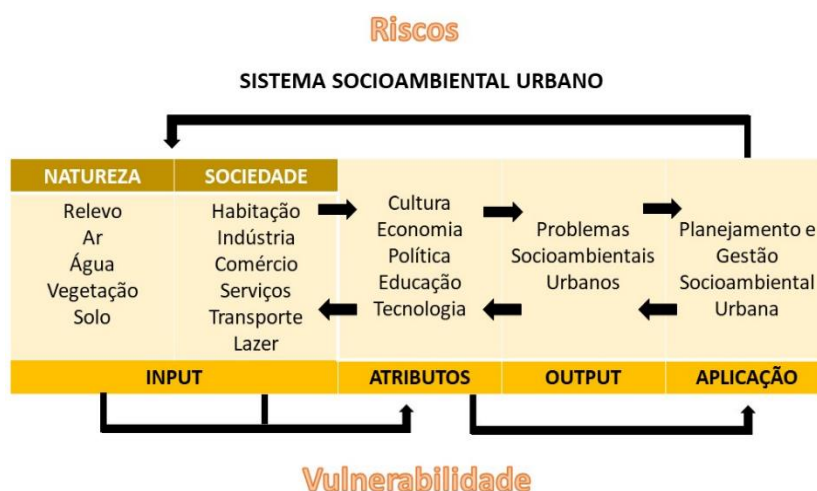 Riscos
SISTEMA SOCIOAMBIENTAL URBANO
NATUREZA
Relevo
Ar
Água
Vegetação
Solo
SOCIEDADE
Habitação
Indústria
Comércio
Serviços
Transporte
Lazer
Cultura
Economia
Política
Educação
Tecnologia
Problemas
Socioambientais
Urbanos
Planejamento e
Gestão
Socioambiental
Urbana
INPUT
ATRIBUTOS
OUTPUT
APLICAÇÃO
Vulnerabilidade